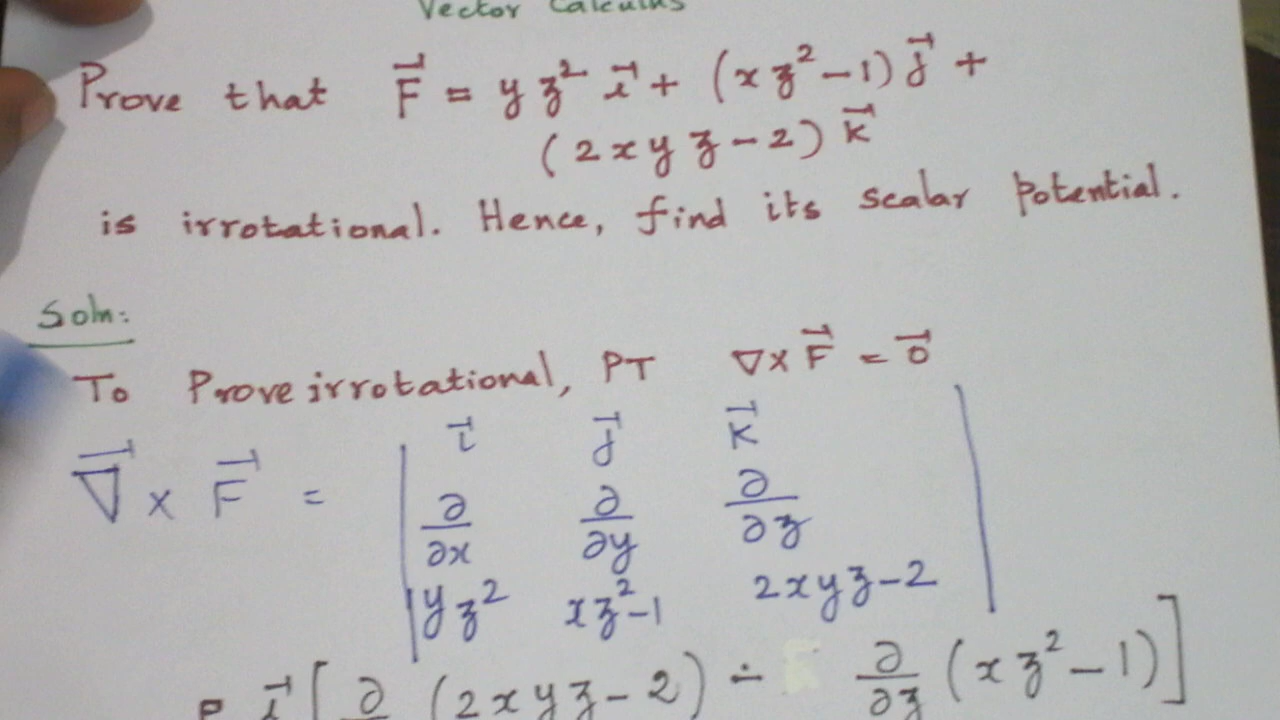 Vector Calculus
Prove that F⃗ = yz² i⃗ + (xz²-1) j⃗ +
(2xyz-2) k⃗
is irrotational. Hence, find its scalar potential.
Soln:
To Prove irrotational, PT ∇×F⃗ = 0⃗
∇⃗ × F⃗ = | i⃗ j⃗ k⃗ |
∂/∂x ∂/∂y ∂/∂z
yz² xz²-1 2xyz-2
= i⃗ [ ∂ (2xyz-2) - ∂/∂z (xz²-1) ]